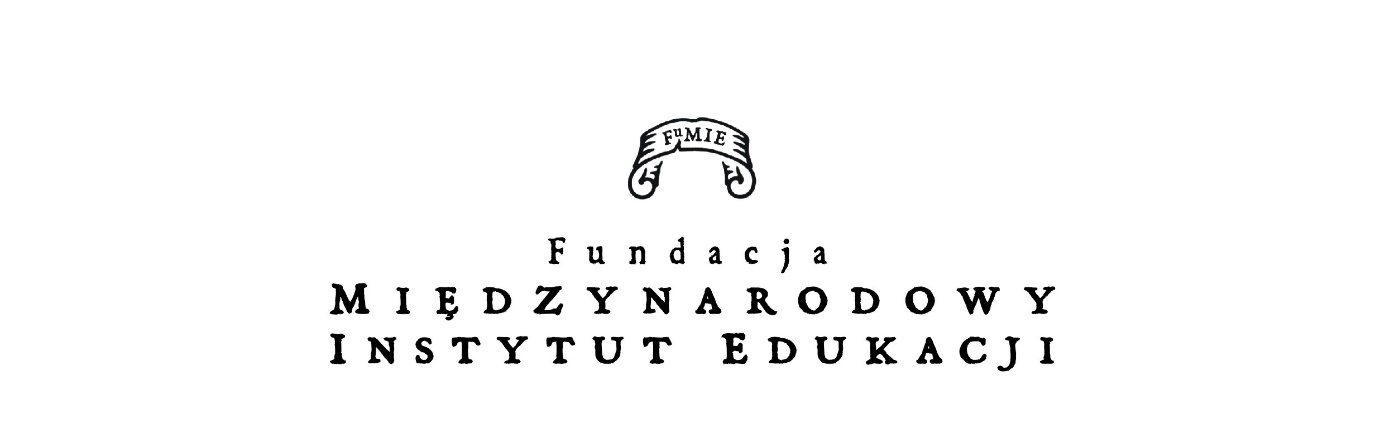 FuMIE
Fundacja
MIĘDZYNARODOWY
INSTYTUT EDUKACJI